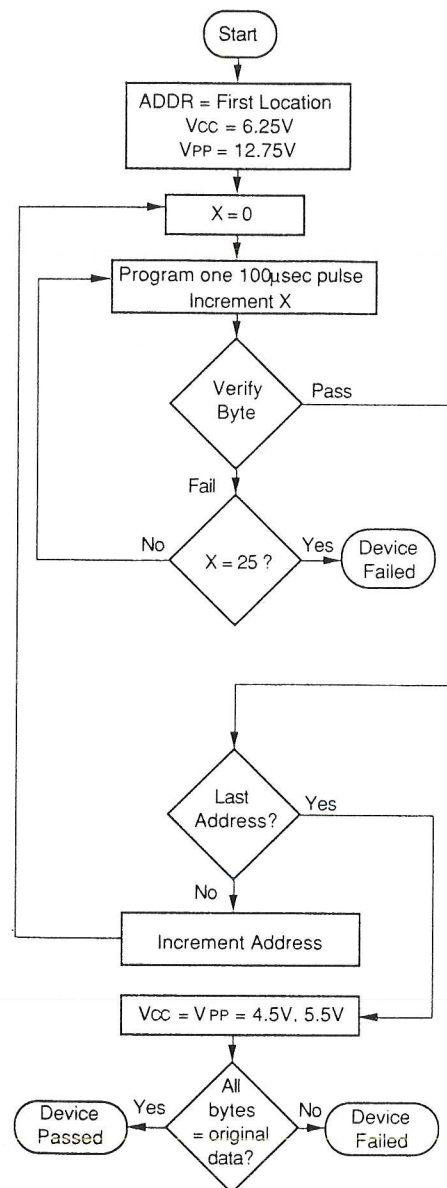 Start
ADDR = First Location
VCC = 6.25V
VPP = 12.75V
X = 0
Program one 100µsec pulse
Increment X
Verify
Byte
Pass
Fail
No
X = 25 ?
Yes
Device
Failed
Last
Address?
Yes
No
Increment Address
VCC = VPP = 4.5V, 5.5V
Device
Passed
Yes
All
bytes
= original
data?
No
Device
Failed